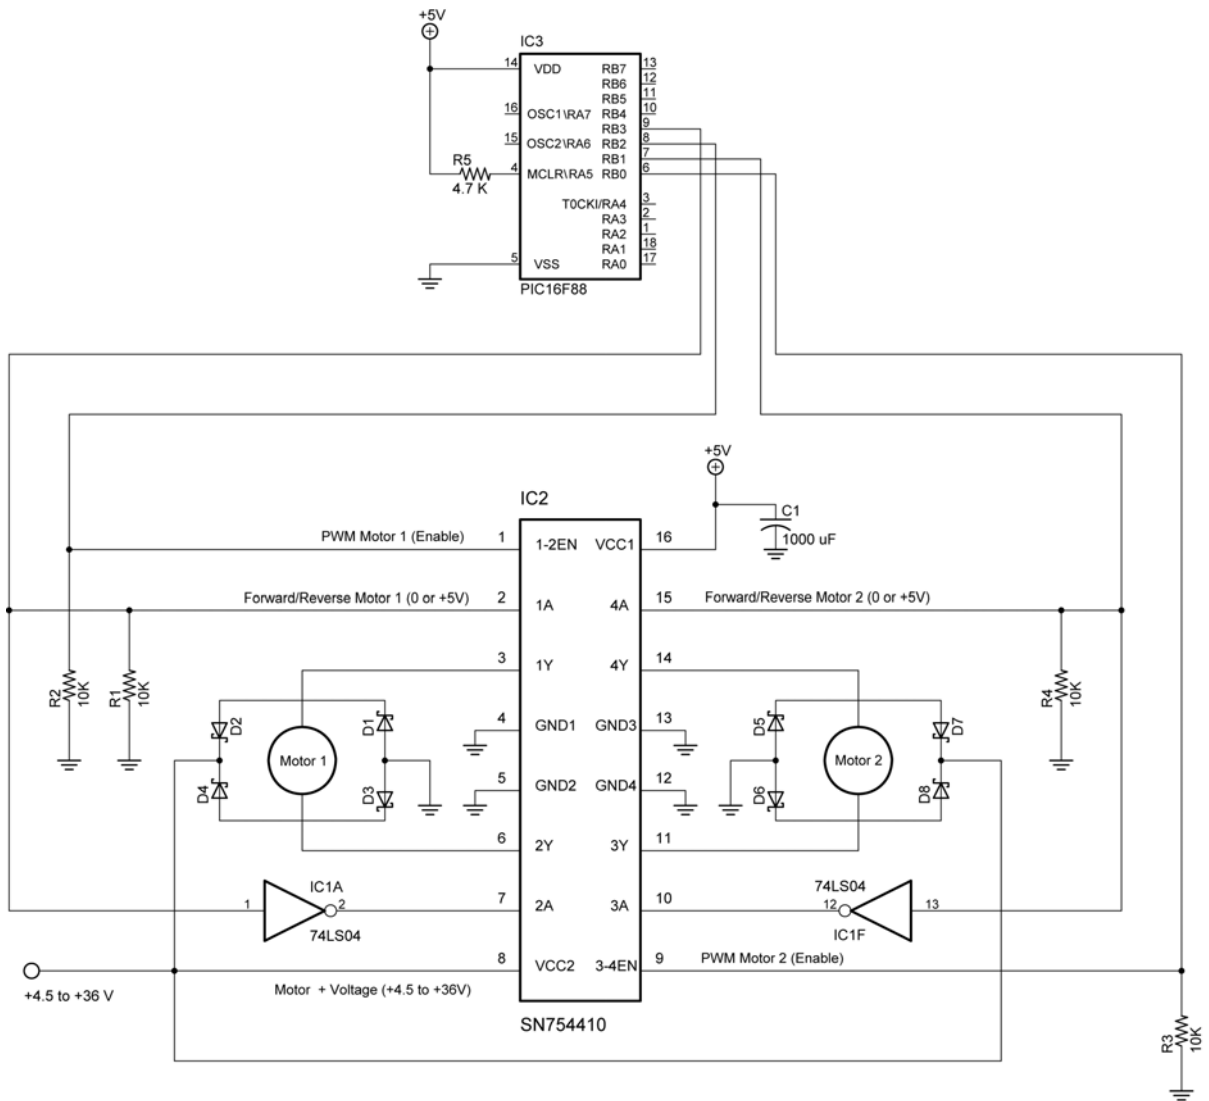 +5V
IC3
14 VDD RB7 13
RB6 12
RB5 11
16 OSC1\RA7 RB4 10
RB3 9
15 OSC2\RA6 RB2 8
RB1 7
R5
4.7 K
4 MCLR\RA5 RB0 6
T0CKI/RA4 3
RA3 2
RA2 1
RA1 18
5 VSS RA0 17
PIC16F88
+5V
IC2
C1
1000 uF
PWM Motor 1 (Enable) 1 1-2EN VCC1 16
Forward/Reverse Motor 1 (0 or +5V) 2 1A 4A 15 Forward/Reverse Motor 2 (0 or +5V)
3 1Y 4Y 14
R2
10K
R1
10K
R4
10K
D2
D1
4 GND1 GND3 13
D5
D7
Motor 1
Motor 2
D4
D3
5 GND2 GND4 12
D6
D8
6 2Y 3Y 11
IC1A
74LS04
1 2 7 2A 3A 10 12 13
74LS04
IC1F
8 VCC2 3-4EN 9 PWM Motor 2 (Enable)
+4.5 to +36 V
Motor + Voltage (+4.5 to +36V)
SN754410
R3
10K